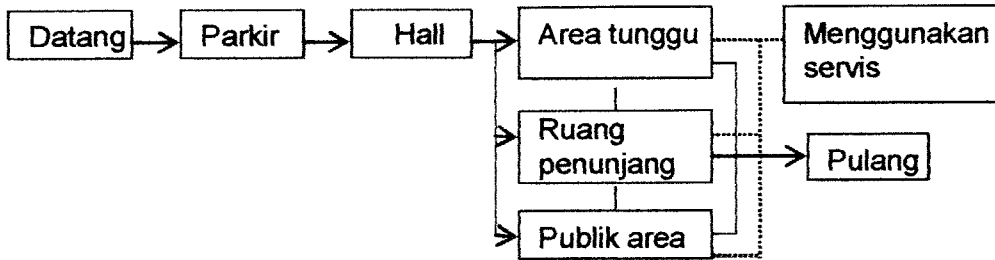 Datang
Parkir
Hall
Area tunggu
Menggunakan
servis
Ruang
penunjang
Pulang
Publik area